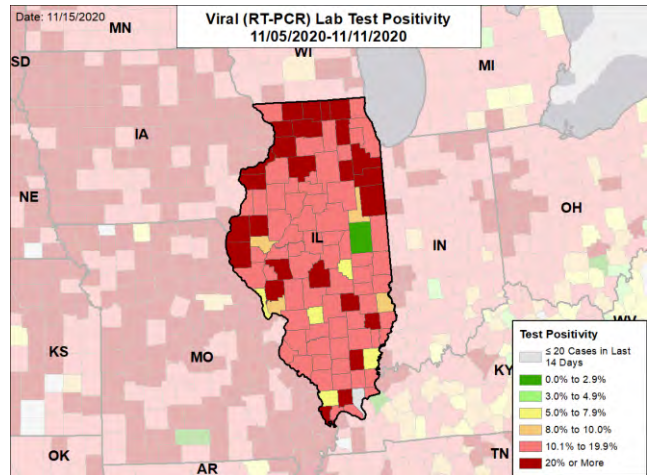 Date: 11/15/2020
Viral (RT-PCR) Lab Test Positivity
11/05/2020-11/11/2020
MN
WI
SD
MI
IA
NE
OH
IL
IN
WV
KS
MO
KY
OK
AR
TN
Test Positivity
≤ 20 Cases in Last
14 Days
0.0% to 2.9%
3.0% to 4.9%
5.0% to 7.9%
8.0% to 10.0%
10.1% to 19.9%
20% or More